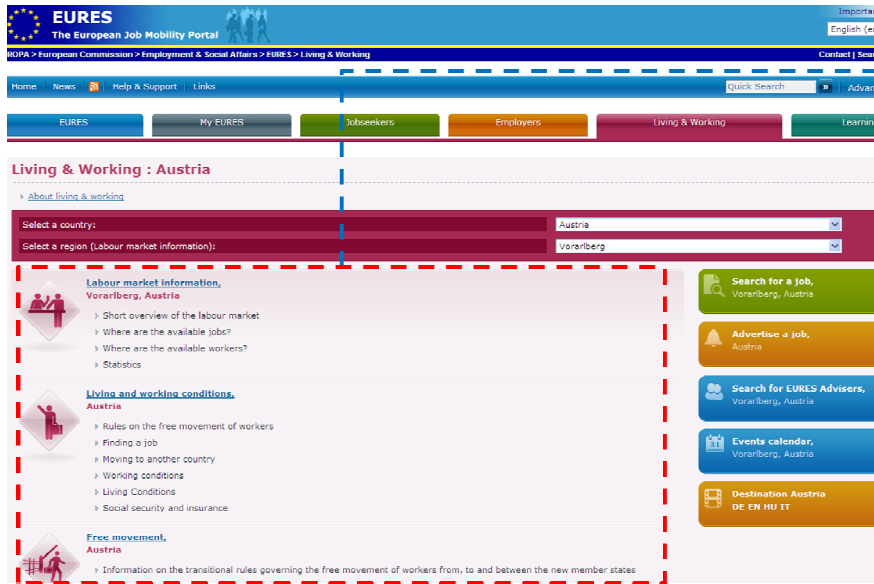 EURES
The European Job Mobility Portal
Important
English (en
ROPA > European Commission > Employment & Social Affairs > EURES > Living & Working
Contact | Sear
Home News Help & Support Links
Quick Search » Advan
EURES My EURES Jobseekers Employers Living & Working Learnin
Living & Working : Austria
About living & working
Select a country: Austria
Select a region (Labour market information): Vorarlberg
Labour market information,
Vorarlberg, Austria
Short overview of the labour market
Where are the available jobs?
Where are the available workers?
Statistics
Living and working conditions,
Austria
Rules on the free movement of workers
Finding a job
Moving to another country
Working conditions
Living Conditions
Social security and insurance
Free movement,
Austria
Information on the transitional rules governing the free movement of workers from, to and between the new member states
Search for a job,
Vorarlberg, Austria
Advertise a job,
Austria
Search for EURES Advisers,
Vorarlberg, Austria
31
Events calendar,
Vorarlberg, Austria
Destination Austria
DE EN HU IT